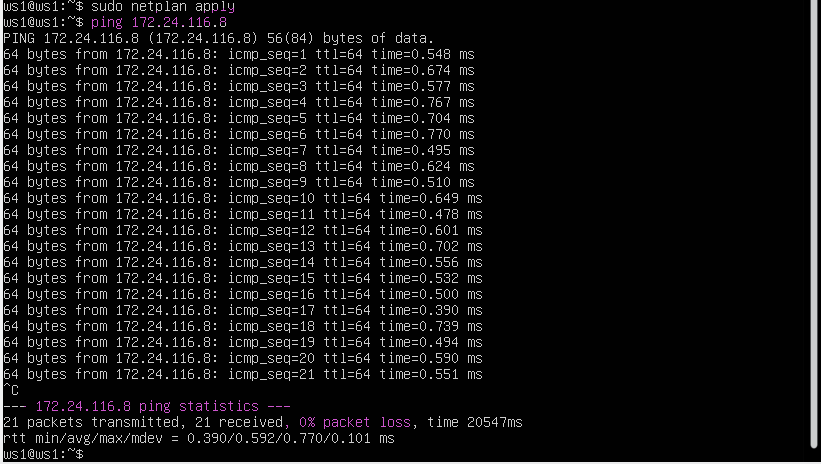 ws1@ws1:~$ sudo netplan apply
ws1@ws1:~$ ping 172.24.116.8
PING 172.24.116.8 (172.24.116.8) 56(84) bytes of data.
64 bytes from 172.24.116.8: icmp_seq=1 ttl=64 time=0.548 ms
64 bytes from 172.24.116.8: icmp_seq=2 ttl=64 time=0.674 ms
64 bytes from 172.24.116.8: icmp_seq=3 ttl=64 time=0.577 ms
64 bytes from 172.24.116.8: icmp_seq=4 ttl=64 time=0.767 ms
64 bytes from 172.24.116.8: icmp_seq=5 ttl=64 time=0.704 ms
64 bytes from 172.24.116.8: icmp_seq=6 ttl=64 time=0.770 ms
64 bytes from 172.24.116.8: icmp_seq=7 ttl=64 time=0.495 ms
64 bytes from 172.24.116.8: icmp_seq=8 ttl=64 time=0.624 ms
64 bytes from 172.24.116.8: icmp_seq=9 ttl=64 time=0.510 ms
64 bytes from 172.24.116.8: icmp_seq=10 ttl=64 time=0.649 ms
64 bytes from 172.24.116.8: icmp_seq=11 ttl=64 time=0.478 ms
64 bytes from 172.24.116.8: icmp_seq=12 ttl=64 time=0.601 ms
64 bytes from 172.24.116.8: icmp_seq=13 ttl=64 time=0.702 ms
64 bytes from 172.24.116.8: icmp_seq=14 ttl=64 time=0.556 ms
64 bytes from 172.24.116.8: icmp_seq=15 ttl=64 time=0.532 ms
64 bytes from 172.24.116.8: icmp_seq=16 ttl=64 time=0.500 ms
64 bytes from 172.24.116.8: icmp_seq=17 ttl=64 time=0.390 ms
64 bytes from 172.24.116.8: icmp_seq=18 ttl=64 time=0.739 ms
64 bytes from 172.24.116.8: icmp_seq=19 ttl=64 time=0.494 ms
64 bytes from 172.24.116.8: icmp_seq=20 ttl=64 time=0.590 ms
64 bytes from 172.24.116.8: icmp_seq=21 ttl=64 time=0.551 ms
^C
--- 172.24.116.8 ping statistics ---
21 packets transmitted, 21 received, 0% packet loss, time 20547ms
rtt min/avg/max/mdev = 0.390/0.592/0.770/0.101 ms
ws1@ws1:~$